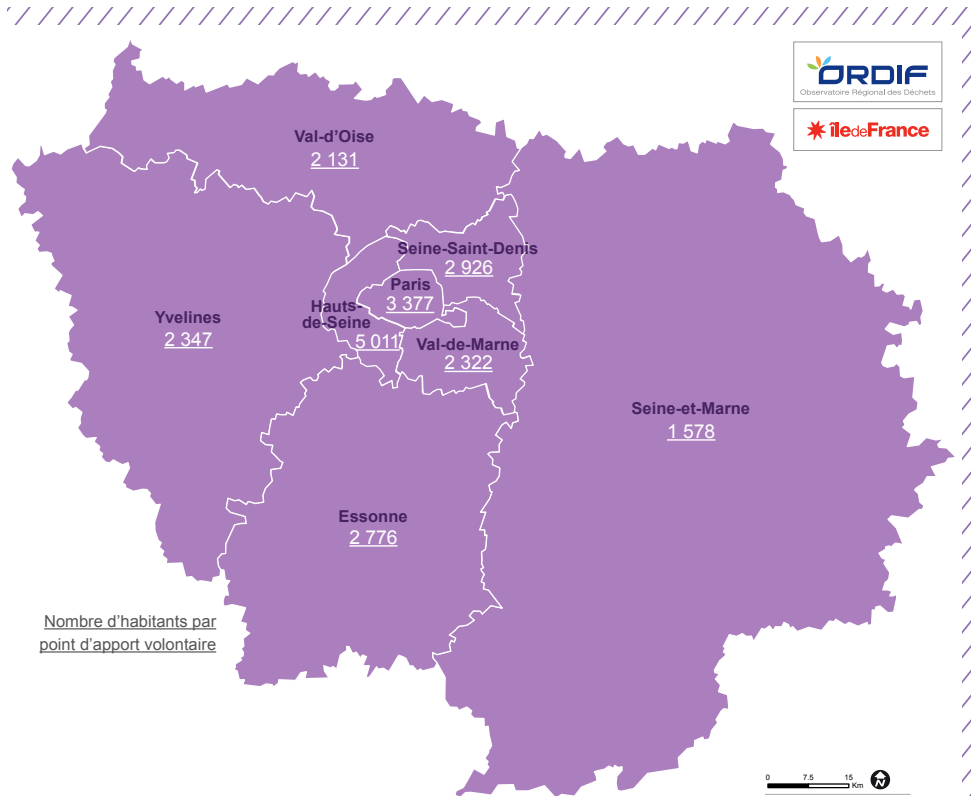 ORDIF
Observatoire Régional des Déchets
îledeFrance
Val-d'Oise
2 131
Seine-Saint-Denis
2 926
Paris
3 377
Hauts-
de-Seine
5 011
Yvelines
2 347
Val-de-Marne
2 322
Seine-et-Marne
1 578
Essonne
2 776
Nombre d'habitants par
point d'apport volontaire
0 7.5 15
Km
N